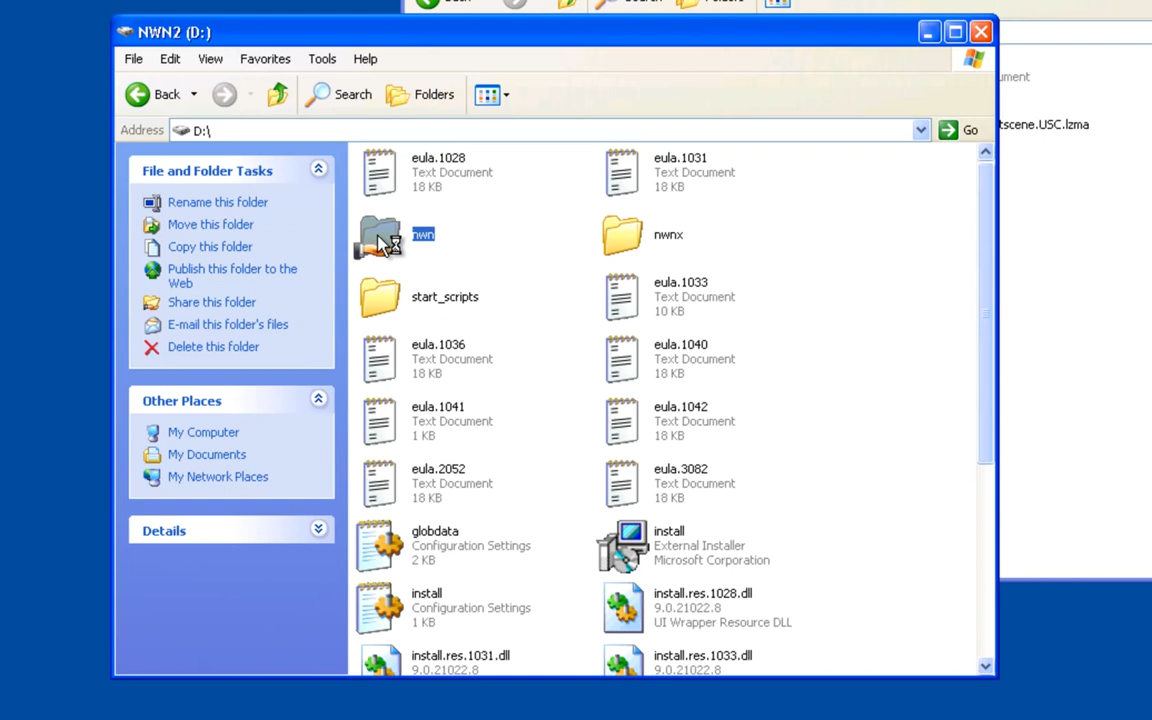 Back Search Folders
NWN2 (D:)
File Edit View Favorites Tools Help
Back Search Folders
Address D:\ Go
File and Folder Tasks
Rename this folder
Move this folder
Copy this folder
Publish this folder to the
Web
Share this folder
E-mail this folder's files
Delete this folder
Other Places
My Computer
My Documents
My Network Places
Details
eula.1028
Text Document
18 KB
eula.1031
Text Document
18 KB
nwn
nwnx
start_scripts
eula.1033
Text Document
10 KB
eula.1036
Text Document
18 KB
eula.1040
Text Document
18 KB
eula.1041
Text Document
1 KB
eula.1042
Text Document
18 KB
eula.2052
Text Document
18 KB
eula.3082
Text Document
18 KB
globdata
Configuration Settings
2 KB
install
External Installer
Microsoft Corporation
install
Configuration Settings
1 KB
install.res.1028.dll
9.0.21022.8
UI Wrapper Resource DLL
install.res.1031.dll
9.0.21022.8
install.res.1033.dll
9.0.21022.8
ument
tscene.USC.lzma